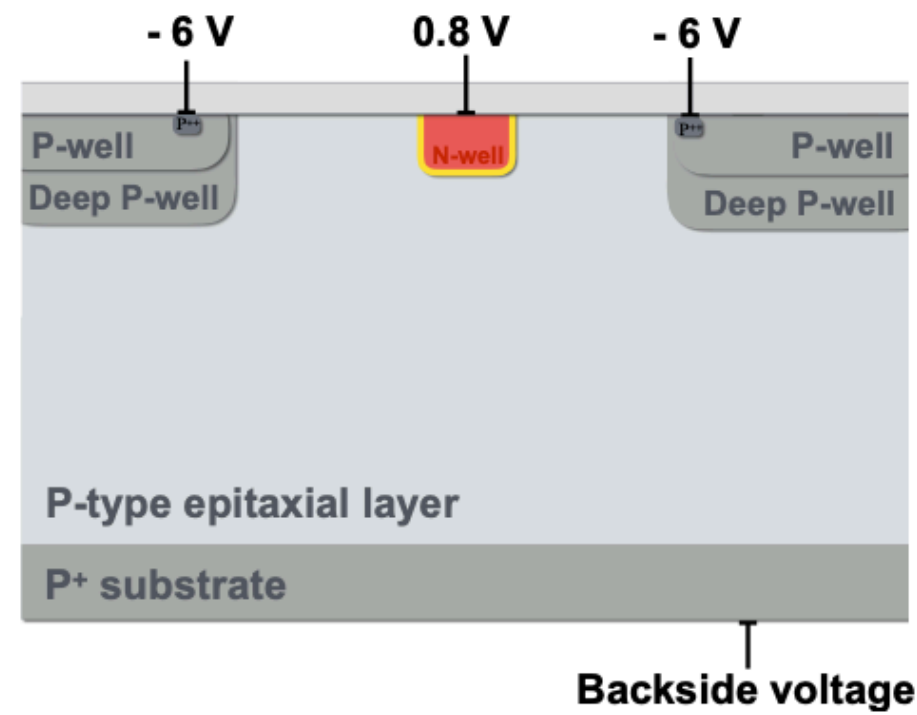 - 6 V 0.8 V - 6 V
P++ P++
P-well N-well P-well
Deep P-well Deep P-well
P-type epitaxial layer
P⁺ substrate
Backside voltage